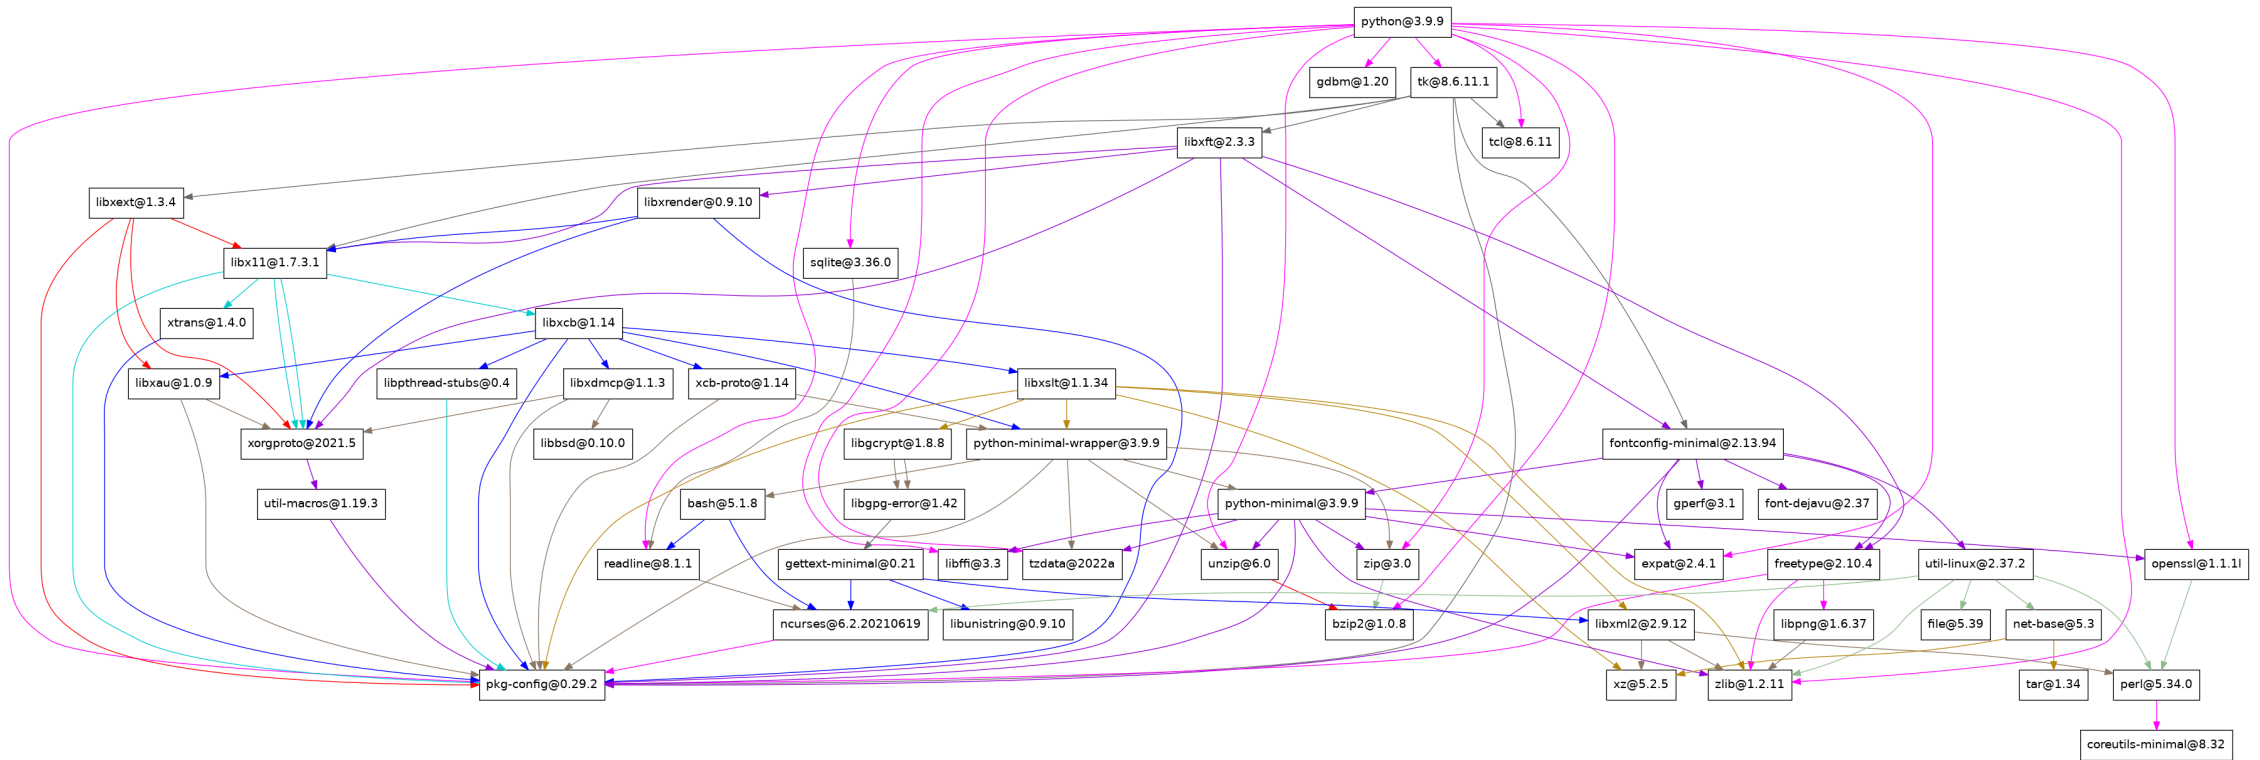 python@3.9.9
gdbm@1.20
tk@8.6.11.1
libxft@2.3.3
tcl@8.6.11
libxext@1.3.4
libxrender@0.9.10
libx11@1.7.3.1
sqlite@3.36.0
xtrans@1.4.0
libxcb@1.14
libxau@1.0.9
libpthread-stubs@0.4
libxdmcp@1.1.3
xcb-proto@1.14
libxslt@1.1.34
xorgproto@2021.5
libbsd@0.10.0
libgcrypt@1.8.8
python-minimal-wrapper@3.9.9
fontconfig-minimal@2.13.94
util-macros@1.19.3
bash@5.1.8
libgpg-error@1.42
python-minimal@3.9.9
gperf@3.1
font-dejavu@2.37
readline@8.1.1
gettext-minimal@0.21
libffi@3.3
tzdata@2022a
unzip@6.0
zip@3.0
expat@2.4.1
freetype@2.10.4
util-linux@2.37.2
openssl@1.1.1l
ncurses@6.2.20210619
libunistring@0.9.10
bzip2@1.0.8
libxml2@2.9.12
libpng@1.6.37
file@5.39
net-base@5.3
pkg-config@0.29.2
xz@5.2.5
zlib@1.2.11
tar@1.34
perl@5.34.0
coreutils-minimal@8.32